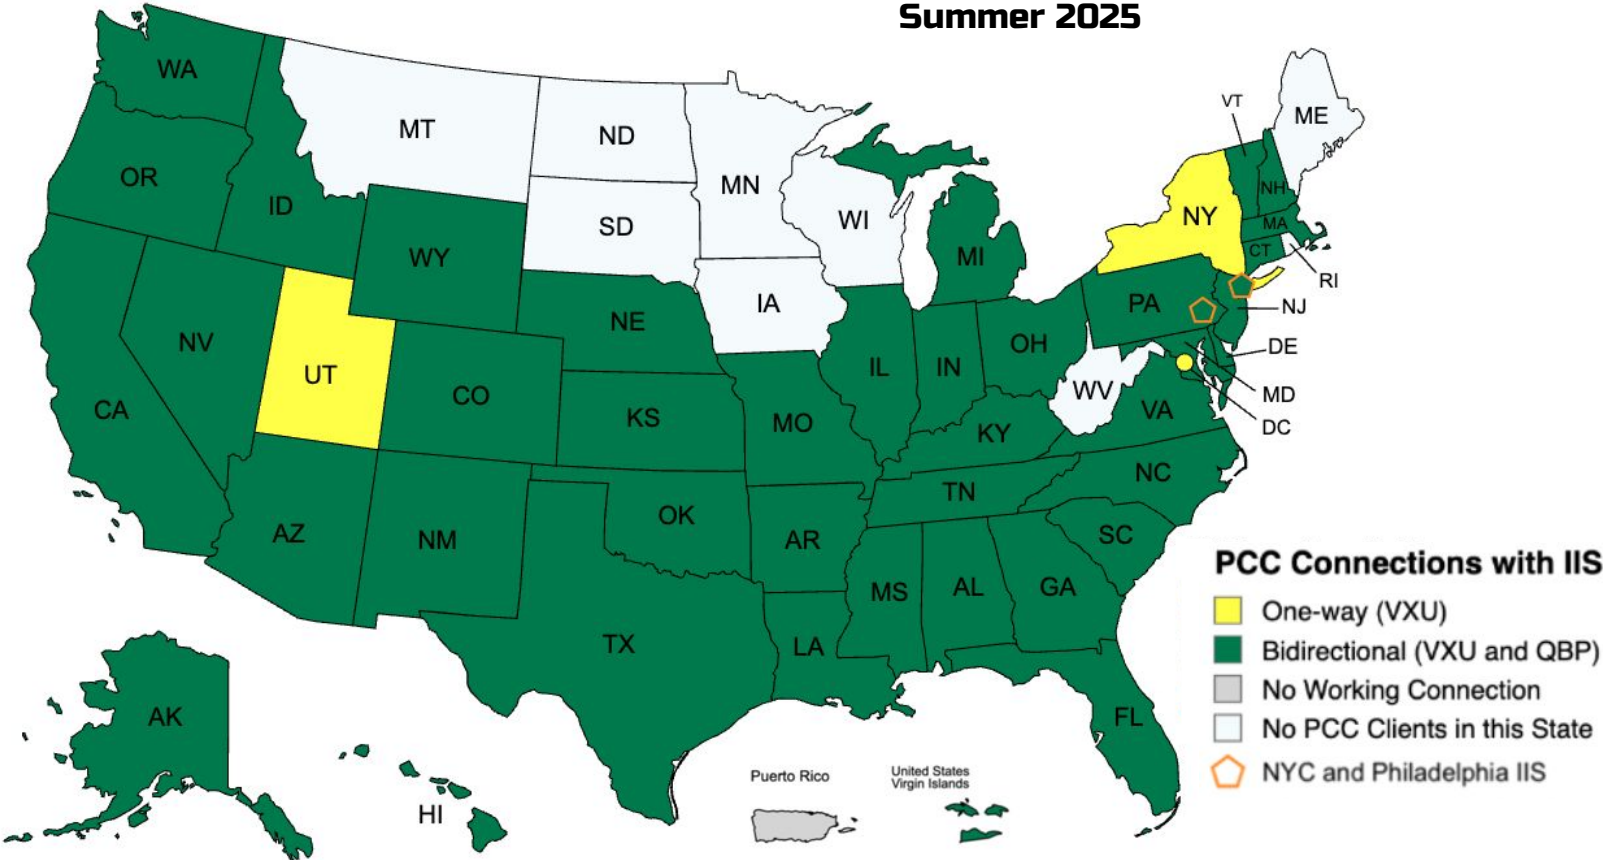 Summer 2025
WA
MT
ND
MN
VT
ME
OR
ID
SD
WI
NY
NH
MA
CT
RI
WY
MI
IA
PA
NJ
NV
UT
NE
IL
IN
OH
DE
WV
MD
DC
CA
CO
KS
MO
KY
VA
NC
TN
AZ
NM
OK
AR
SC
MS
AL
GA
TX
LA
FL
AK
HI
Puerto Rico
United States
Virgin Islands
PCC Connections with IIS
One-way (VXU)
Bidirectional (VXU and QBP)
No Working Connection
No PCC Clients in this State
NYC and Philadelphia IIS